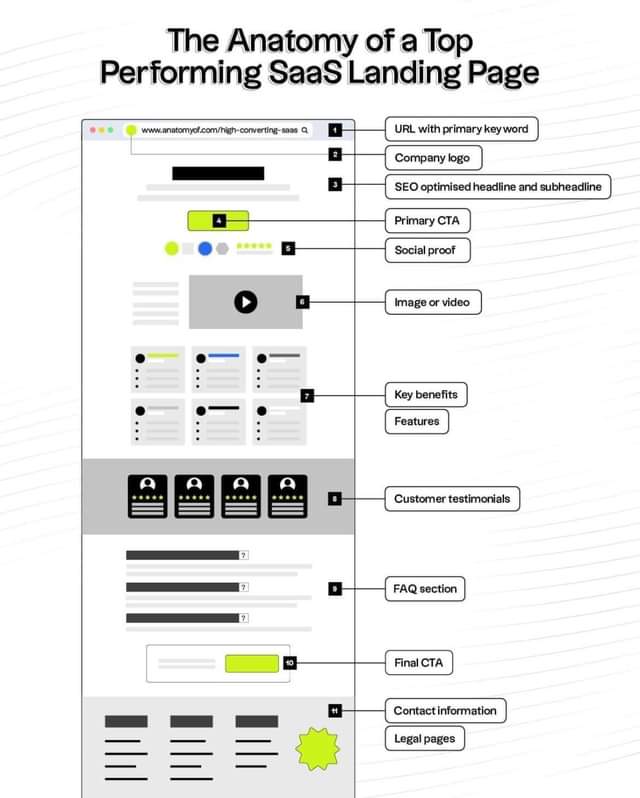 The Anatomy of a Top
Performing SaaS Landing Page
www.anatomyof.com/high-converting-saas
1
URL with primary keyword
2
Company logo
3
SEO optimised headline and subheadline
4
Primary CTA
5
Social proof
6
Image or video
7
Key benefits
Features
8
Customer testimonials
?
?
?
9
FAQ section
10
Final CTA
11
Contact information
Legal pages